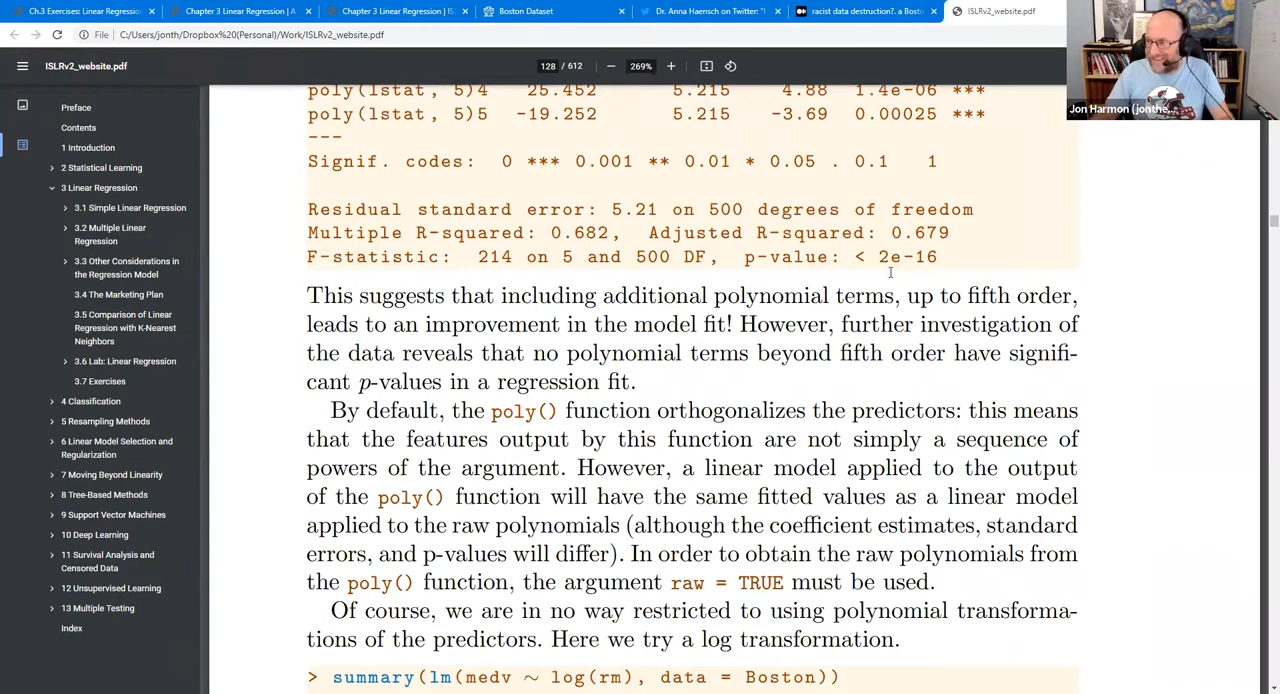 Ch.3 Exercises: Linear Regressio
Chapter 3 Linear Regression | A
Chapter 3 Linear Regression | IS
Boston Dataset
Dr. Anna Haensch on Twitter: "I
racist data destruction?. a Bosto
ISLRv2_website.pdf
File
C:/Users/jonth/Dropbox%20(Personal)/Work/ISLRv2_website.pdf
ISLRv2_website.pdf
128 / 612
269%
Jon Harmon (jonthe...
Preface
Contents
1 Introduction
2 Statistical Learning
3 Linear Regression
3.1 Simple Linear Regression
3.2 Multiple Linear
Regression
3.3 Other Considerations in
the Regression Model
3.4 The Marketing Plan
3.5 Comparison of Linear
Regression with K-Nearest
Neighbors
3.6 Lab: Linear Regression
3.7 Exercises
4 Classification
5 Resampling Methods
6 Linear Model Selection and
Regularization
7 Moving Beyond Linearity
8 Tree-Based Methods
9 Support Vector Machines
10 Deep Learning
11 Survival Analysis and
Censored Data
12 Unsupervised Learning
13 Multiple Testing
Index
poly(lstat, 5)4 25.452 5.215 4.88 1.4e-06 ***
poly(lstat, 5)5 -19.252 5.215 -3.69 0.00025 ***
---
Signif. codes: 0 *** 0.001 ** 0.01 * 0.05 . 0.1 1
Residual standard error: 5.21 on 500 degrees of freedom
Multiple R-squared: 0.682, Adjusted R-squared: 0.679
F-statistic: 214 on 5 and 500 DF, p-value: < 2e-16
This suggests that including additional polynomial terms, up to fifth order,
leads to an improvement in the model fit! However, further investigation of
the data reveals that no polynomial terms beyond fifth order have signifi-
cant p-values in a regression fit.
By default, the poly() function orthogonalizes the predictors: this means
that the features output by this function are not simply a sequence of
powers of the argument. However, a linear model applied to the output
of the poly() function will have the same fitted values as a linear model
applied to the raw polynomials (although the coefficient estimates, standard
errors, and p-values will differ). In order to obtain the raw polynomials from
the poly() function, the argument raw = TRUE must be used.
Of course, we are in no way restricted to using polynomial transforma-
tions of the predictors. Here we try a log transformation.
> summary(lm(medv ∼ log(rm), data = Boston))